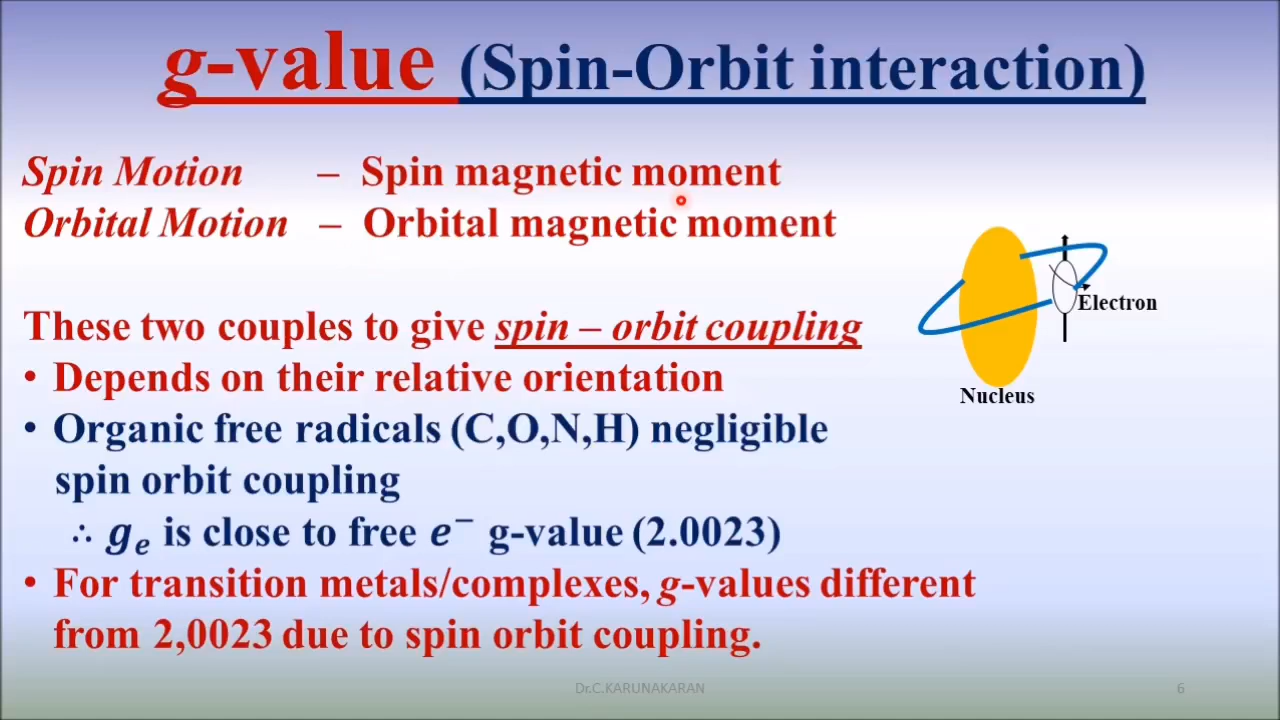 g-value (Spin-Orbit interaction)
Spin Motion – Spin magnetic moment
Orbital Motion – Orbital magnetic moment
These two couples to give spin – orbit coupling
• Depends on their relative orientation
• Organic free radicals (C,O,N,H) negligible
spin orbit coupling
∴ gₑ is close to free e⁻ g-value (2.0023)
• For transition metals/complexes, g-values different
from 2,0023 due to spin orbit coupling.
Electron
Nucleus
Dr.C.KARUNAKARAN
6